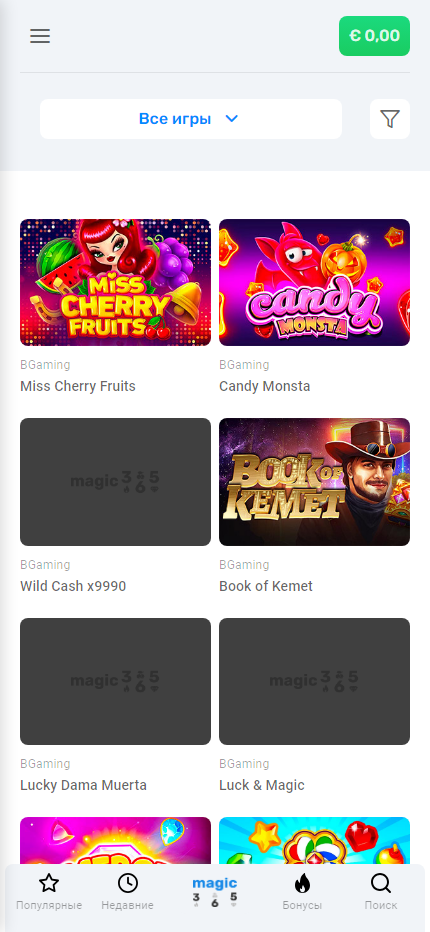 € 0,00
Все игры
MISS
CHERRY
FRUITS
candy
MONSTA
BGaming
Miss Cherry Fruits
BGaming
Candy Monsta
magic 365
BOOK OF
KEMET
BGaming
Wild Cash x9990
BGaming
Book of Kemet
magic 365
magic 365
BGaming
Lucky Dama Muerta
BGaming
Luck & Magic
Популярные
Недавние
magic
365
Бонусы
Поиск